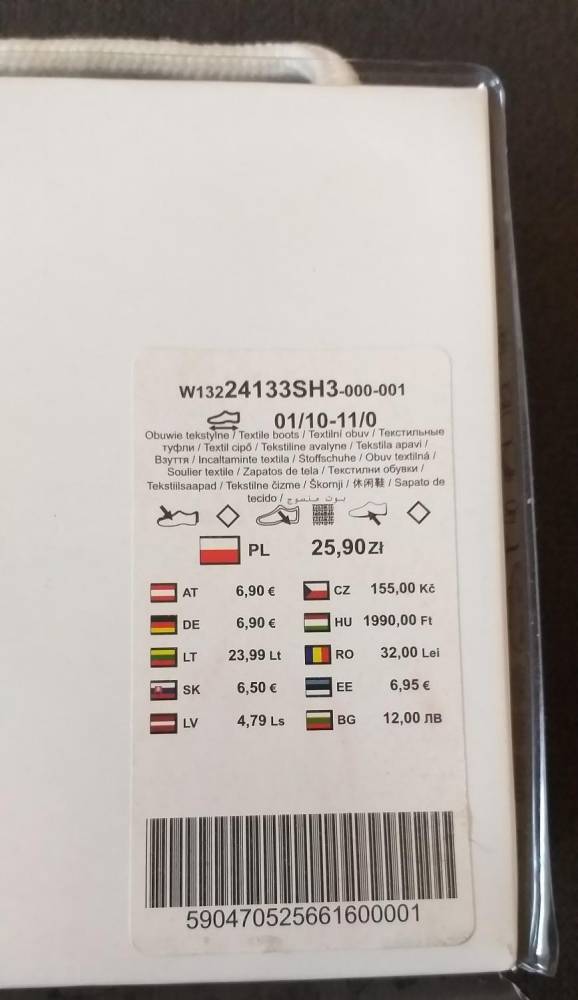 W13224133SH3-000-001
01/10-11/0
Obuwie tekstylne / Textile boots / Textilní obuv / Текстильные
туфли / Textil cipő / Tekstiline avalyne / Tekstila apavi /
Взуття / Incaltaminte textila / Stoffschuhe / Obuv textilná /
Soulier textile / Zapatos de tela / Текстилни обувки /
Tekstiilsaapad / Tekstilne čizme / Škornji / 休闲鞋 / Sapato de
tecido / بوت منسوج
PL 25,90Zł
AT 6,90 € CZ 155,00 Kč
DE 6,90 € HU 1990,00 Ft
LT 23,99 Lt RO 32,00 Lei
SK 6,50 € EE 6,95 €
LV 4,79 Ls BG 12,00 ЛВ
590470525661600001